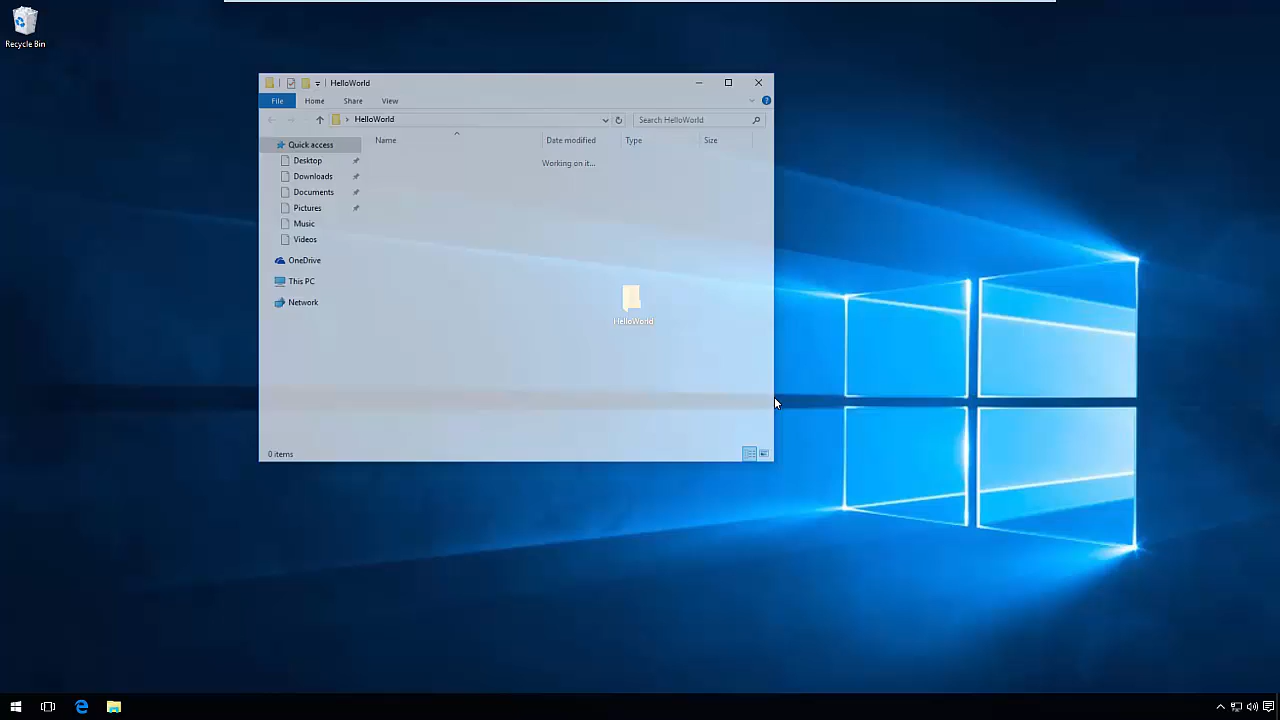 Recycle Bin
HelloWorld
File Home Share View
HelloWorld
Search HelloWorld
Name Date modified Type Size
Working on it...
Quick access
Desktop
Downloads
Documents
Pictures
Music
Videos
OneDrive
This PC
Network
HelloWorld
0 items